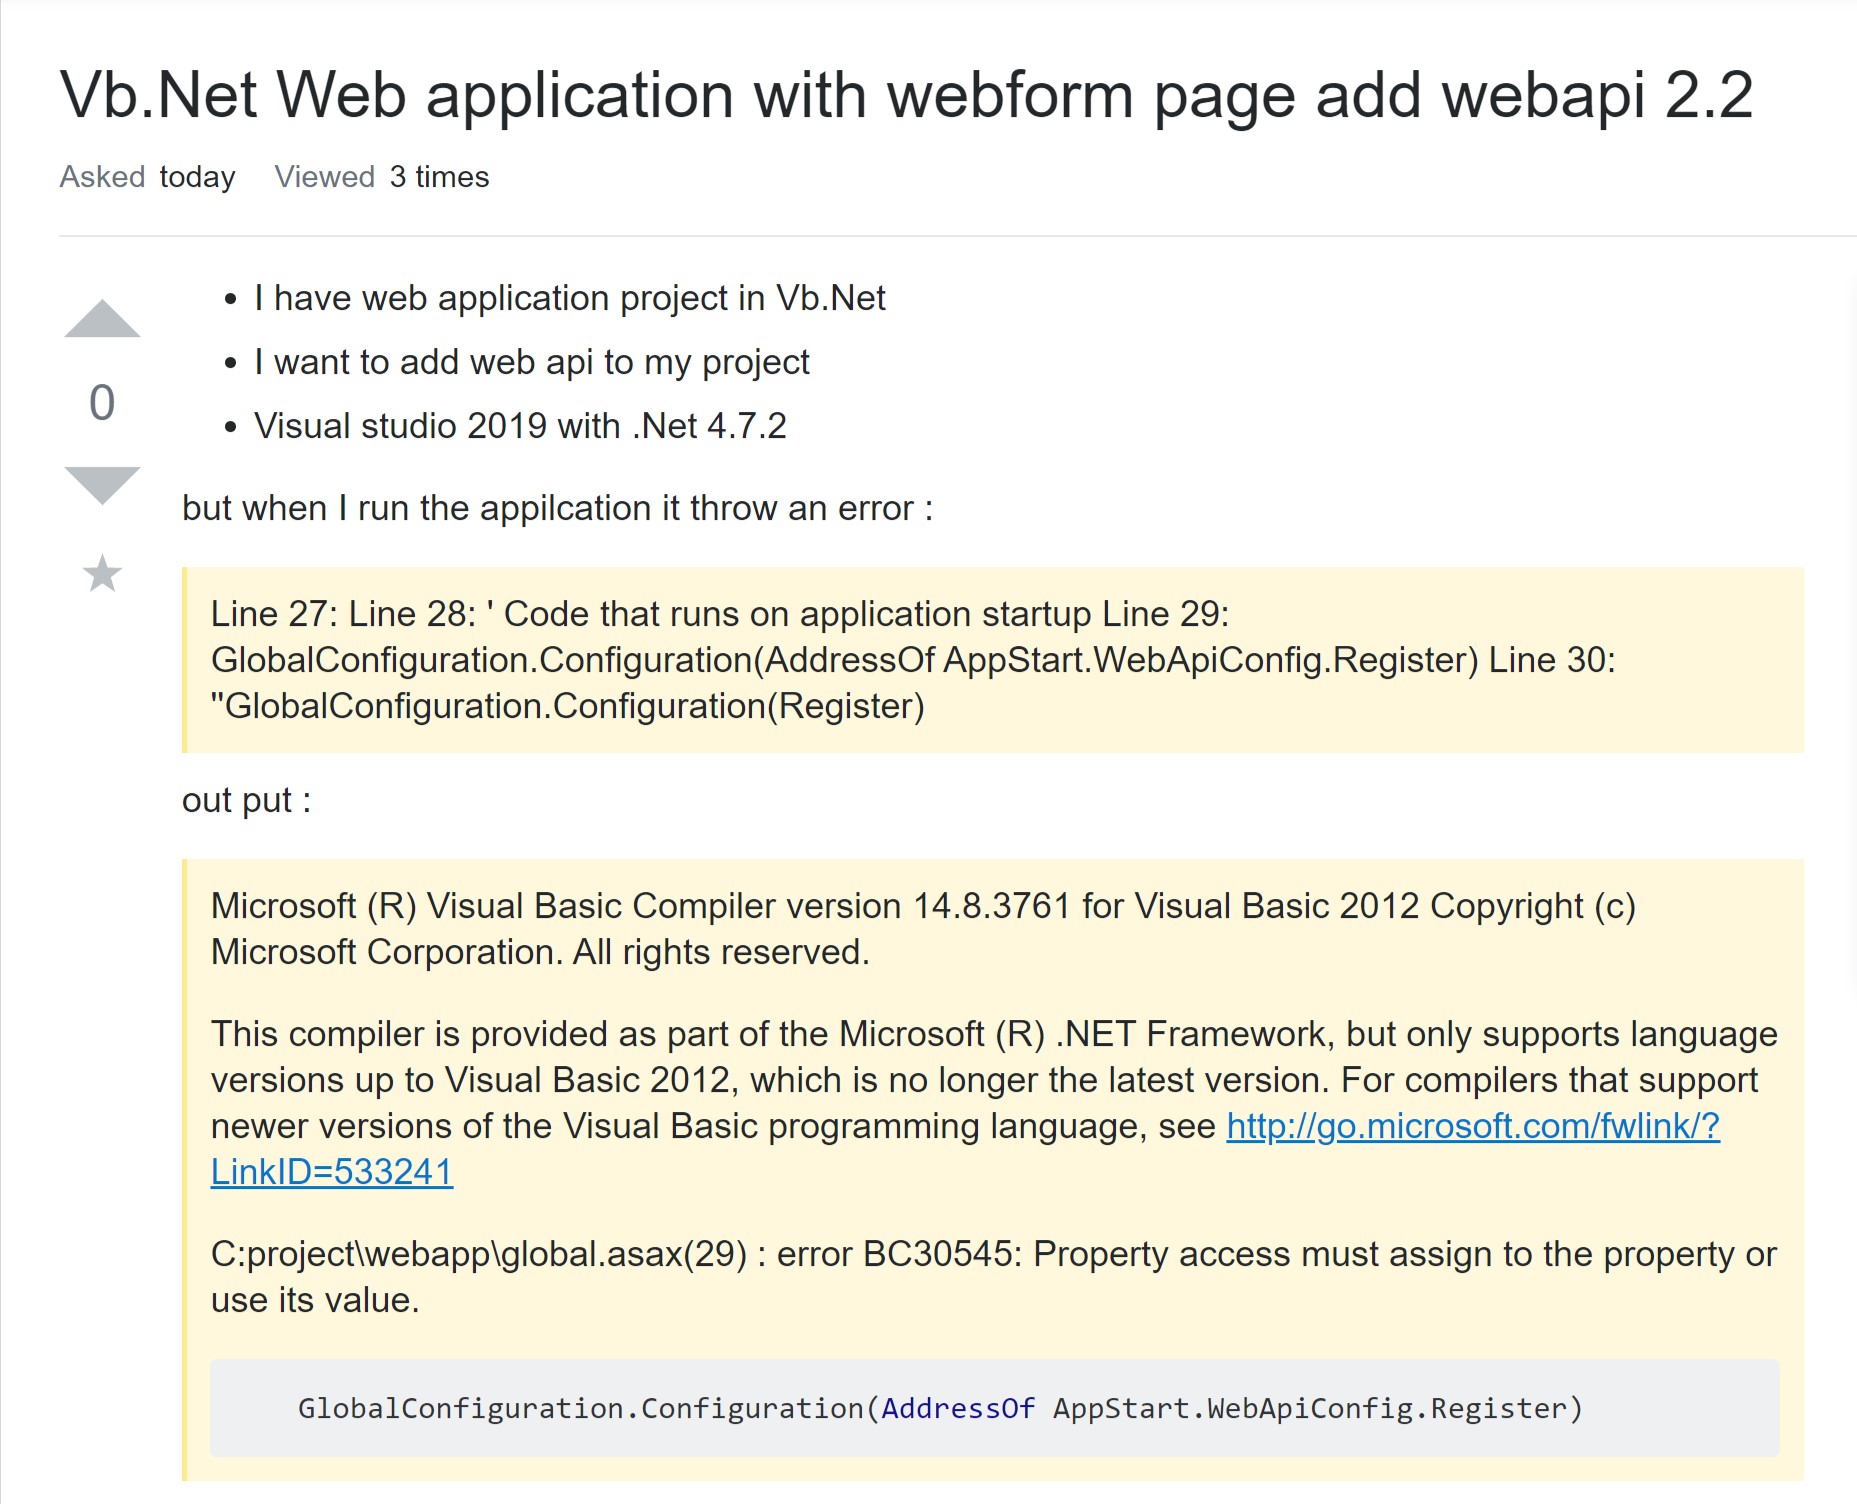 Vb.Net Web application with webform page add webapi 2.2
Asked today Viewed 3 times
I have web application project in Vb.Net
I want to add web api to my project
0
Visual studio 2019 with .Net 4.7.2
but when I run the appilcation it throw an error :
Line 27: Line 28: ' Code that runs on application startup Line 29:
GlobalConfiguration.Configuration(AddressOf AppStart.WebApiConfig.Register) Line 30:
"GlobalConfiguration.Configuration(Register)
out put :
Microsoft (R) Visual Basic Compiler version 14.8.3761 for Visual Basic 2012 Copyright (c)
Microsoft Corporation. All rights reserved.
This compiler is provided as part of the Microsoft (R) .NET Framework, but only supports language
versions up to Visual Basic 2012, which is no longer the latest version. For compilers that support
newer versions of the Visual Basic programming language, see http://go.microsoft.com/fwlink/?
LinkID=533241
C:project\webapp\global.asax(29) : error BC30545: Property access must assign to the property or
use its value.
GlobalConfiguration.Configuration(AddressOf AppStart.WebApiConfig.Register)